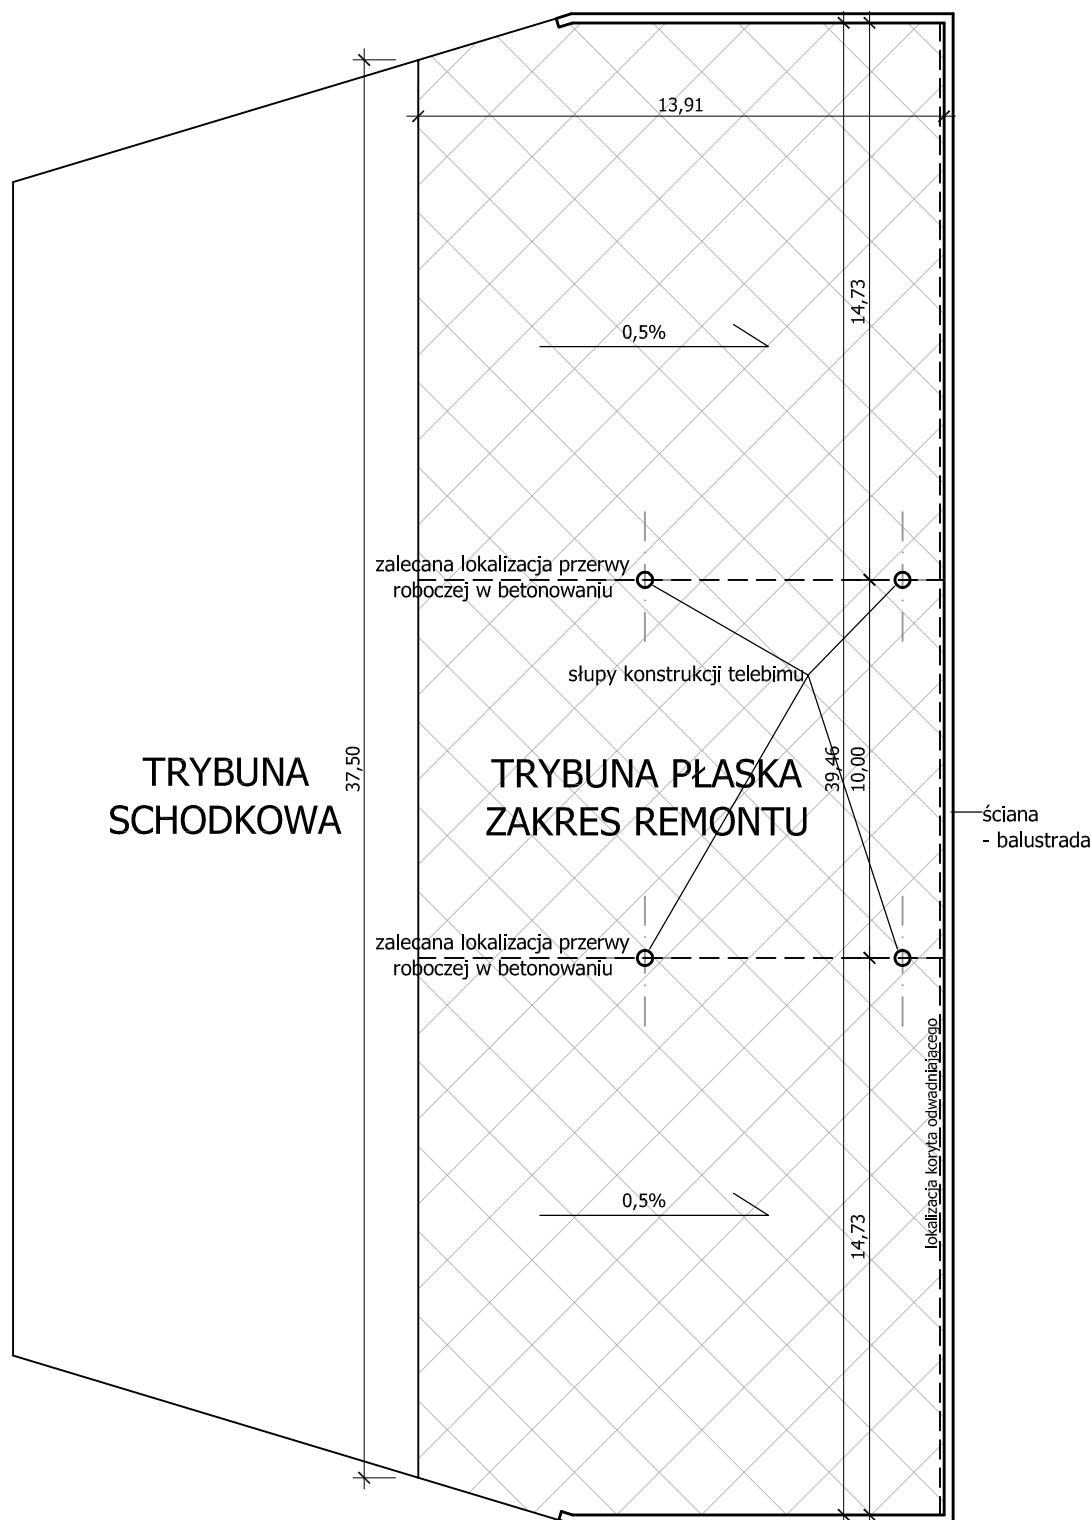 13,91
14,73
0,5%
zalecana lokalizacja przerwy
roboczej w betonowaniu
słupy konstrukcji telebimu
TRYBUNA
SCHODKOWA
37,50
TRYBUNA PŁASKA
ZAKRES REMONTU
39,46
10,00
ściana
- balustrada
zalecana lokalizacja przerwy
roboczej w betonowaniu
lokalizacja koryta odwadniającego
0,5%
14,73